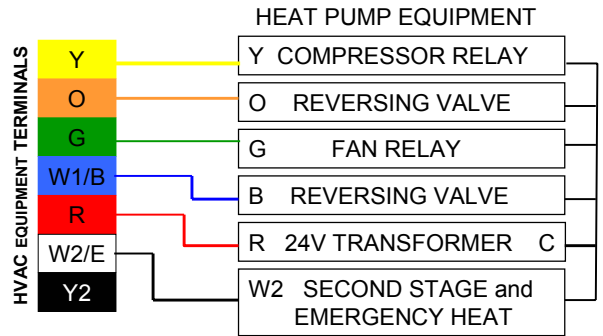 HEAT PUMP EQUIPMENT
HVAC EQUIPMENT TERMINALS
Y
O
G
W1/B
R
W2/E
Y2
Y COMPRESSOR RELAY
O REVERSING VALVE
G FAN RELAY
B REVERSING VALVE
R 24V TRANSFORMER C
W2 SECOND STAGE and
EMERGENCY HEAT